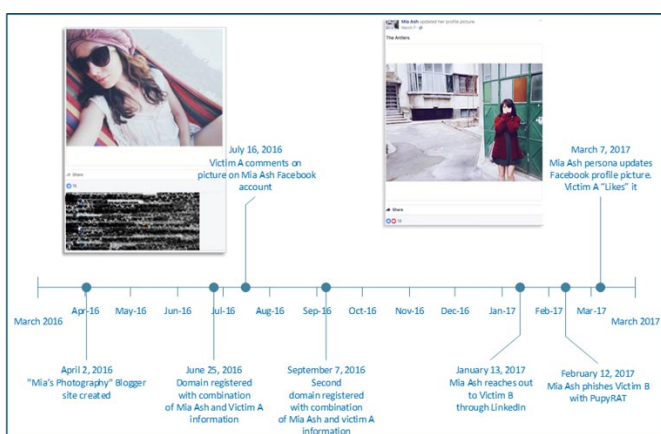 Mia Ash updated her profile picture.
March 7
The Antlers
Share
13
Share
13
July 16, 2016
Victim A comments on
picture on Mia Ash Facebook
account
March 7, 2017
Mia Ash persona updates
Facebook profile picture.
Victim A "Likes" it
March 2016
Apr-16
May-16
Jun-16
Jul-16
Aug-16
Sep-16
Oct-16
Nov-16
Dec-16
Jan-17
Feb-17
Mar-17
March 2017
April 2, 2016
"Mia's Photography" Blogger
site created
June 25, 2016
Domain registered
with combination
of Mia Ash and Victim A
information
September 7, 2016
Second
domain registered
with combination
of Mia Ash and victim A
information
January 13, 2017
Mia Ash reaches out
to Victim B
through LinkedIn
February 12, 2017
Mia Ash phishes Victim B
with PupyRAT